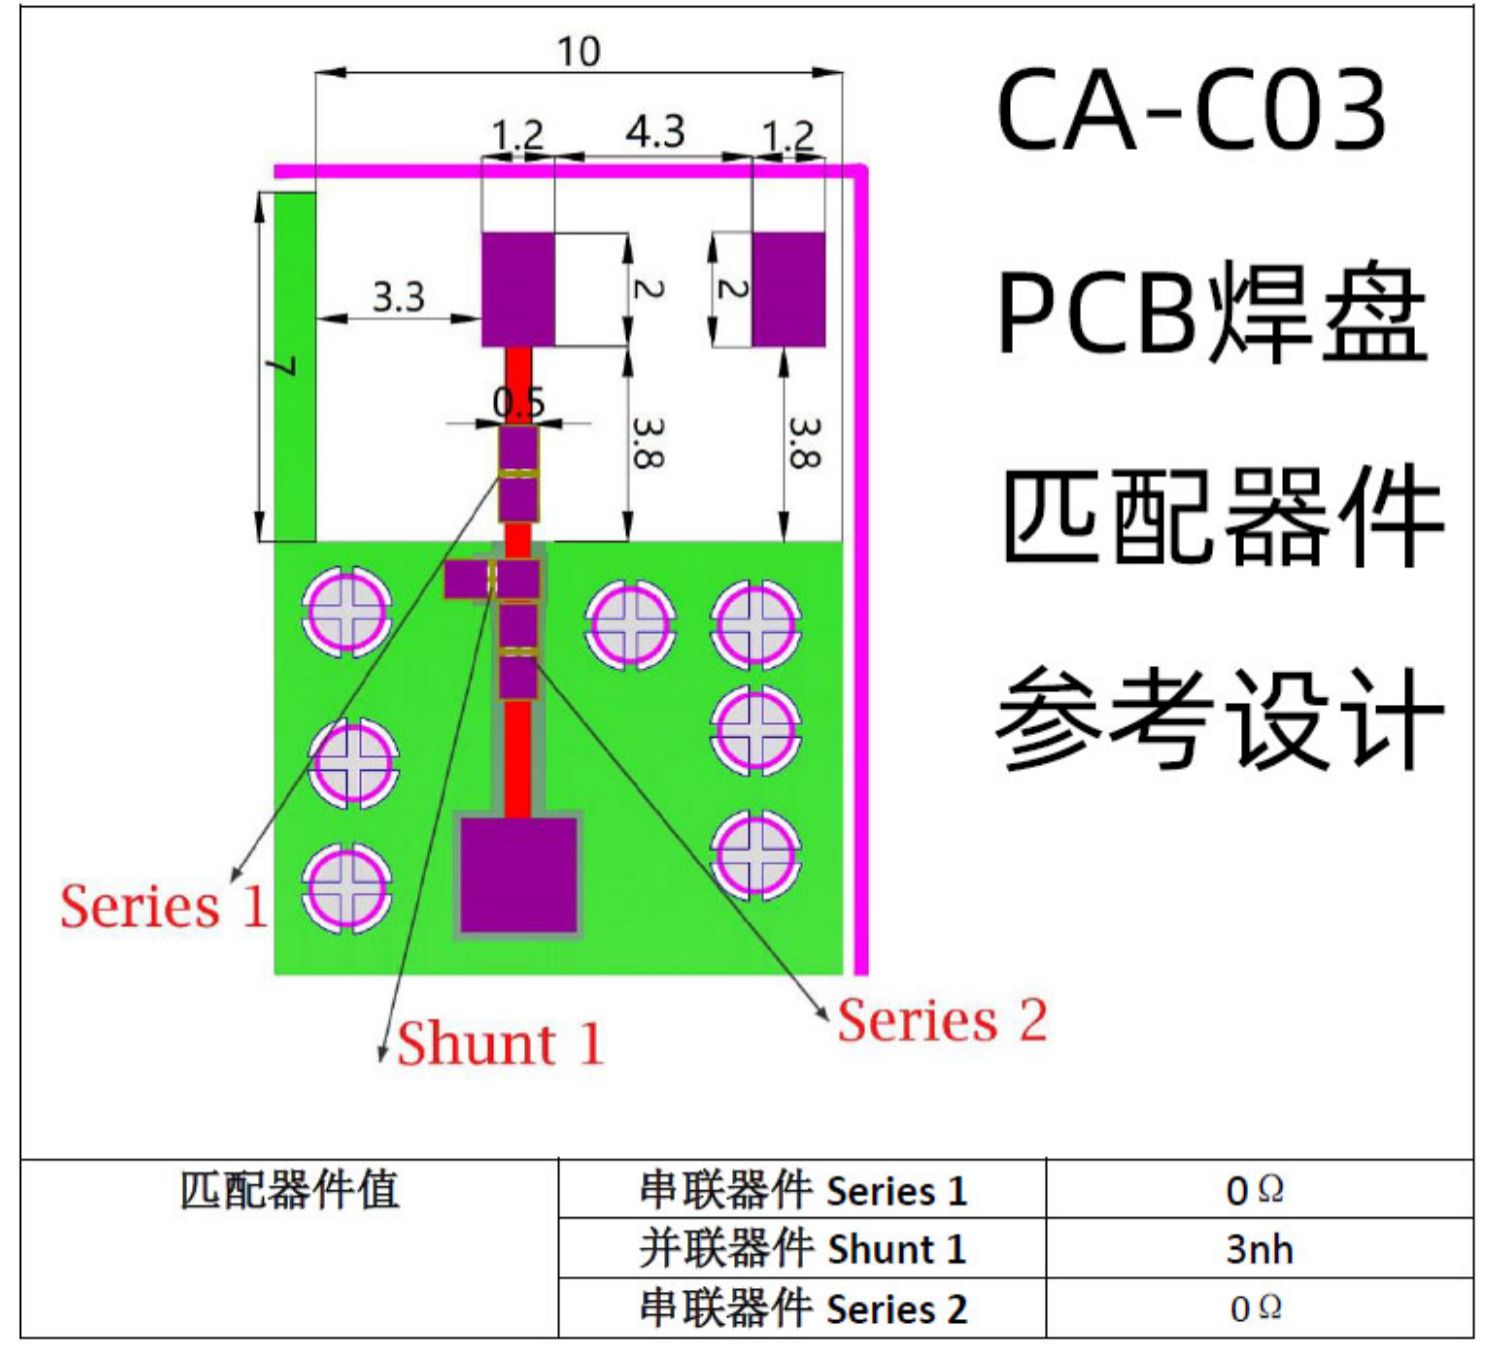 10
1.2
4.3
1.2
CA-C03
PCB焊盘
匹配器件
参考设计
3.3
2
2
7
0.5
3.8
3.8
Series 1
Shunt 1
Series 2
匹配器件值
串联器件 Series 1
0 Ω
并联器件 Shunt 1
3nh
串联器件 Series 2
0 Ω